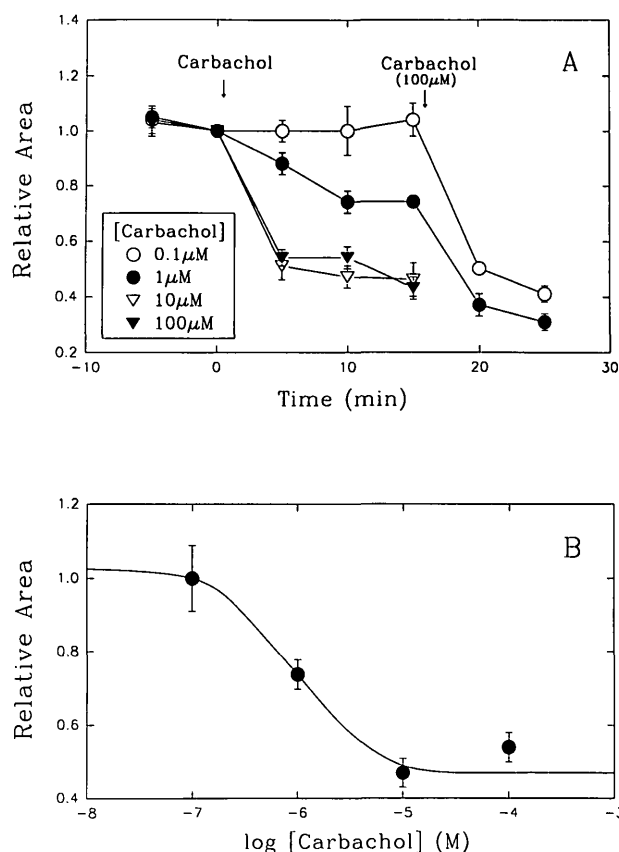 1.4
Carbachol
Carbachol
(100μM)
A
1.2
1.0
0.8
0.6
0.4
0.2
Relative Area
[Carbachol]
0.1μM
1μM
10μM
100μM
-10
0
10
20
30
Time (min)
1.2
B
1.0
0.8
0.6
0.4
Relative Area
-8
-7
-6
-5
-4
-3
log [Carbachol] (M)